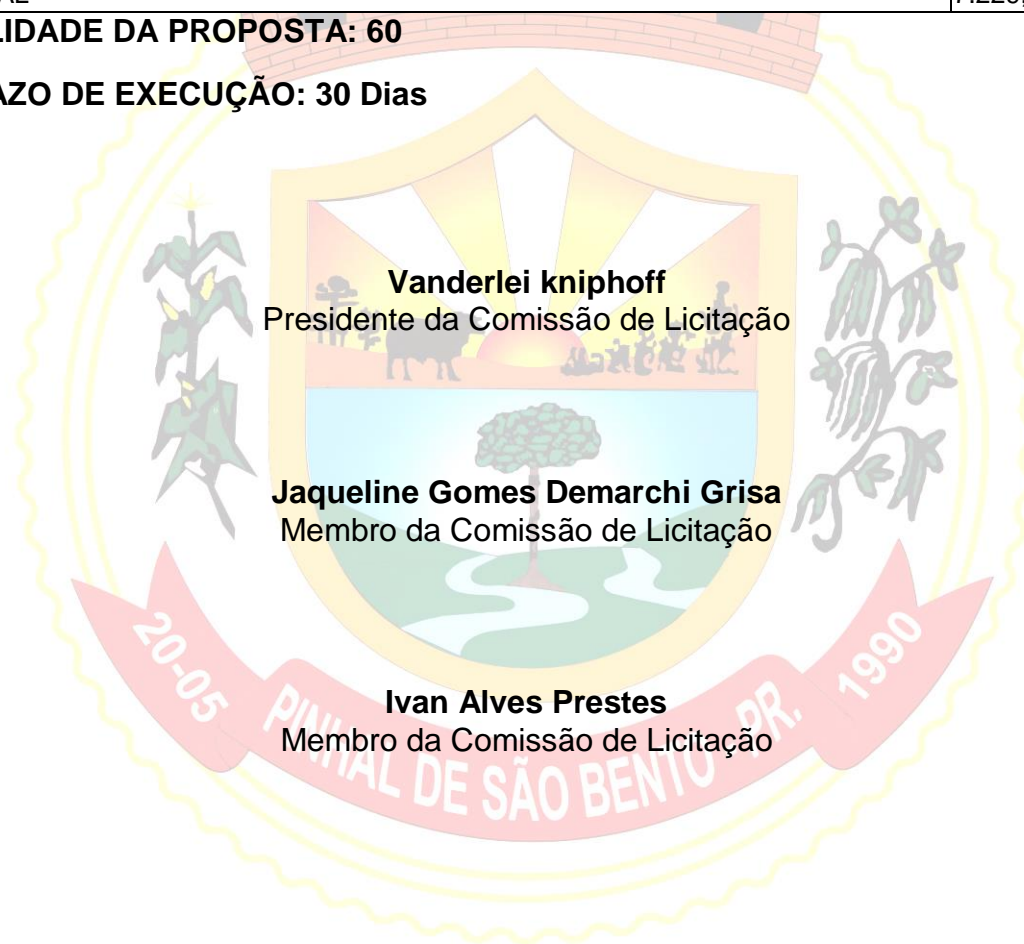 LIDADE DA PROPOSTA: 60
AZO DE EXECUÇÃO: 30 Dias
Vanderlei kniphoff
Presidente da Comissão de Licitação
Jaqueline Gomes Demarchi Grisa
Membro da Comissão de Licitação
Ivan Alves Prestes
Membro da Comissão de Licitação
20-05 PINHAL DE SÃO BENTO PR. 1990